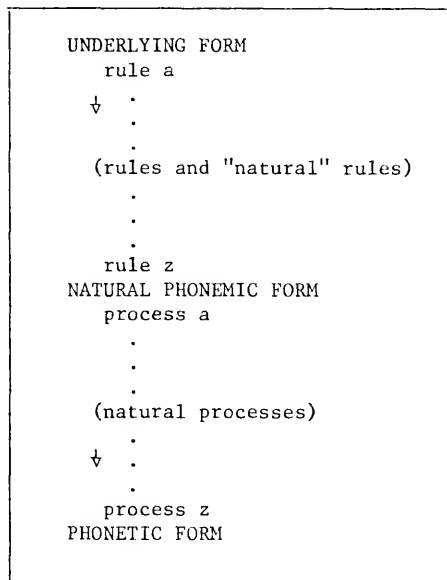 UNDERLYING FORM
rule a
.
.
.
(rules and "natural" rules)
.
.
.
rule z
NATURAL PHONEMIC FORM
process a
.
.
.
(natural processes)
.
.
.
process z
PHONETIC FORM